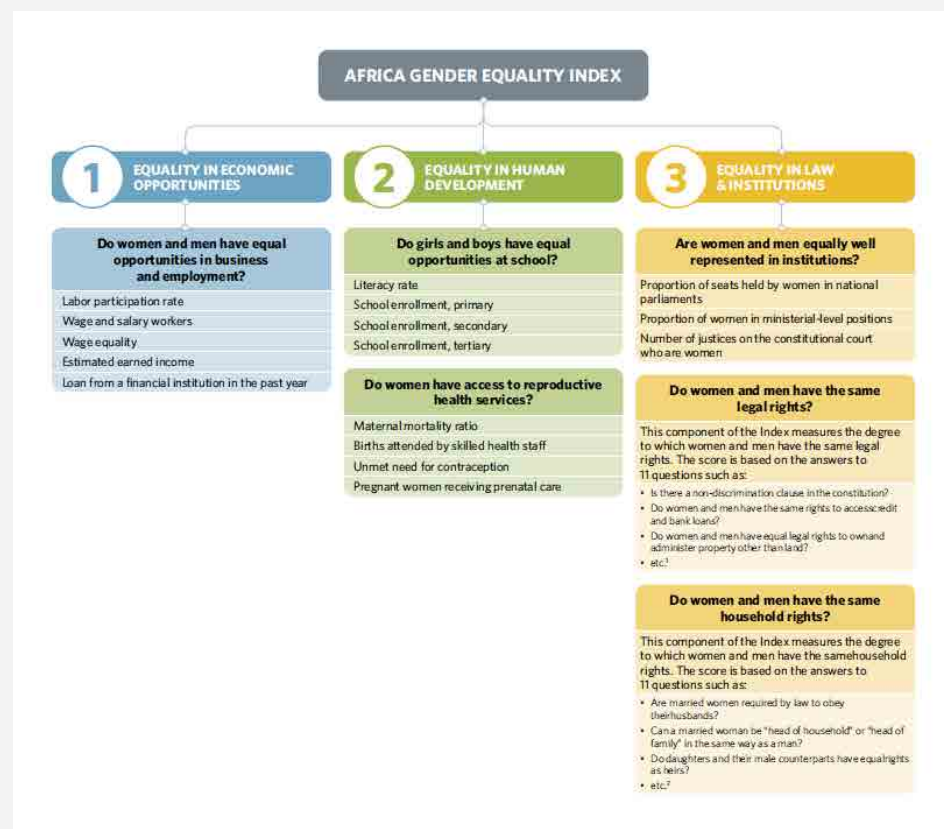 AFRICA GENDER EQUALITY INDEX
1
EQUALITY IN ECONOMIC
OPPORTUNITIES
Do women and men have equal
opportunities in business
and employment?
Labor participation rate
Wage and salary workers
Wage equality
Estimated earned income
Loan from a financial institution in the past year
2
EQUALITY IN HUMAN
DEVELOPMENT
Do girls and boys have equal
opportunities at school?
Literacy rate
School enrollment, primary
School enrollment, secondary
School enrollment, tertiary
Do women have access to reproductive
health services?
Maternal mortality ratio
Births attended by skilled health staff
Unmet need for contraception
Pregnant women receiving prenatal care
3
EQUALITY IN LAW
& INSTITUTIONS
Are women and men equally well
represented in institutions?
Proportion of seats held by women in national
parliaments
Proportion of women in ministerial-level positions
Number of justices on the constitutional court
who are women
Do women and men have the same
legal rights?
This component of the Index measures the degree
to which women and men have the same legal
rights. The score is based on the answers to
11 questions such as:
• Is there a non-discrimination clause in the constitution?
• Do women and men have the same rights to accesscredit
and bank loans?
• Do women and men have equal legal rights to ownand
administer property other than land?
• etc.¹
Do women and men have the same
household rights?
This component of the Index measures the degree
to which women and men have the samehousehold
rights. The score is based on the answers to
11 questions such as:
• Are married women required by law to obey
theirhusbands?
• Can a married woman be "head of household" or "head of
family" in the same way as a man?
• Do daughters and their male counterparts have equalrights
as heirs?
• etc.²